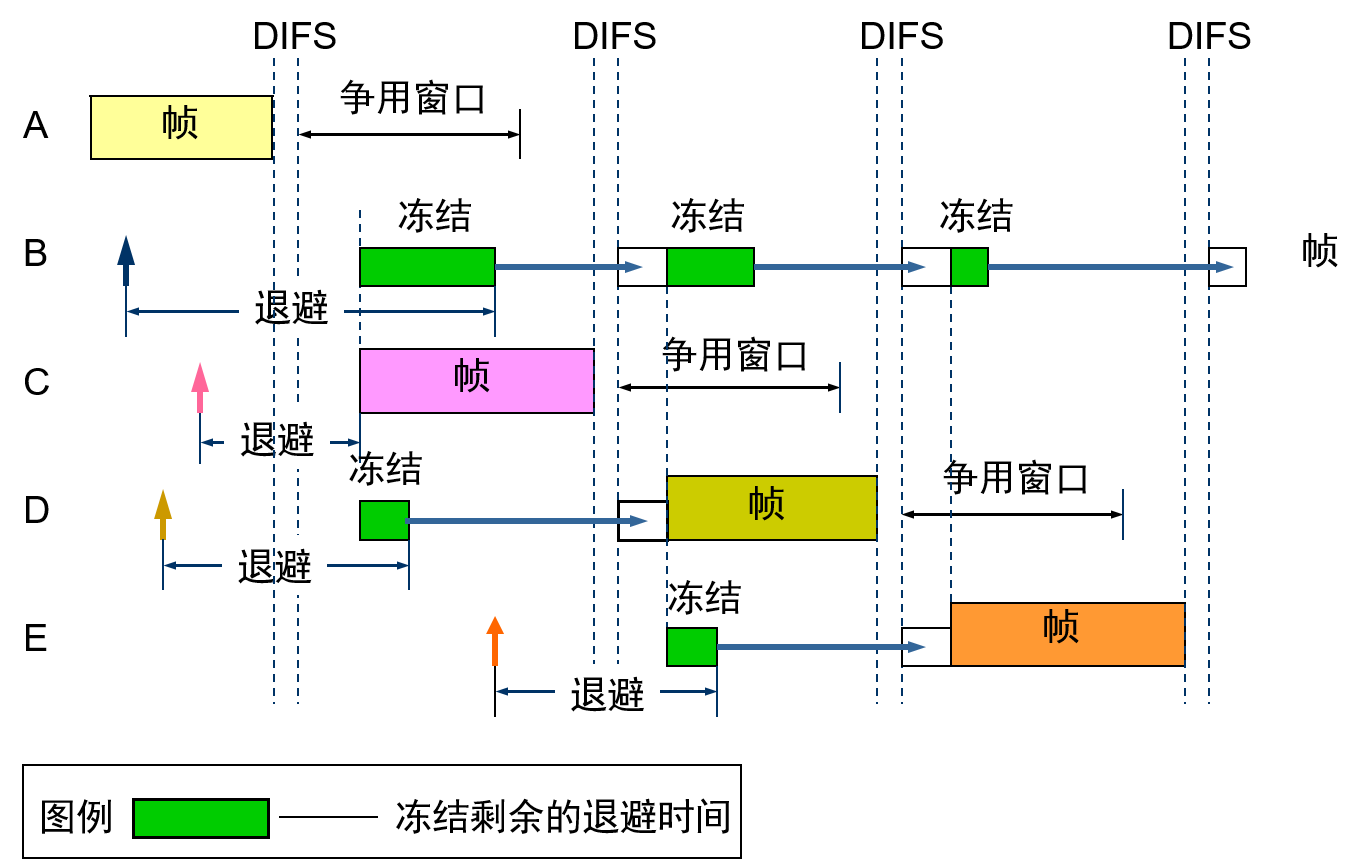 DIFS DIFS DIFS DIFS
争用窗口
A 帧
冻结 冻结 冻结
B 帧
退避
争用窗口
C 帧
退避
冻结
争用窗口
D 帧
退避
冻结
E 帧
退避
图例 冻结剩余的退避时间